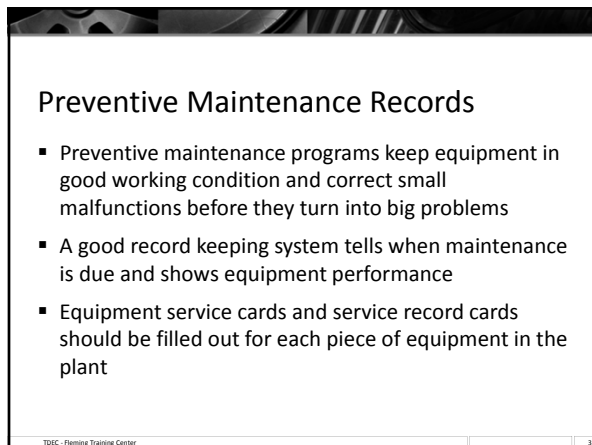 Preventive Maintenance Records
▪ Preventive maintenance programs keep equipment in
good working condition and correct small
malfunctions before they turn into big problems
▪ A good record keeping system tells when maintenance
is due and shows equipment performance
▪ Equipment service cards and service record cards
should be filled out for each piece of equipment in the
plant
TDEC - Fleming Training Center 3